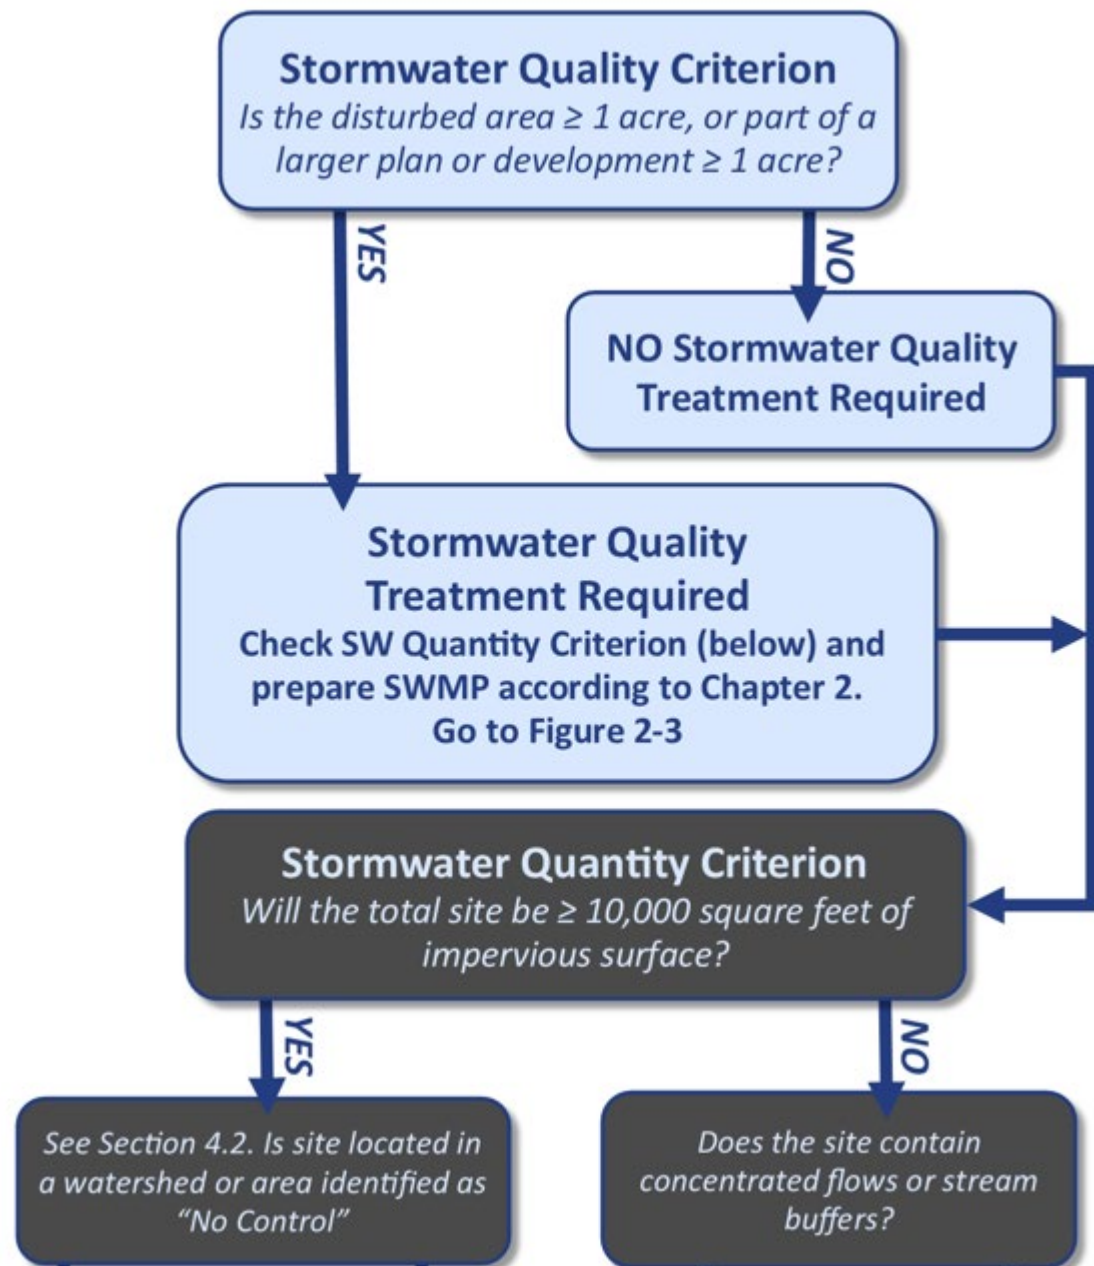 Stormwater Quality Criterion
Is the disturbed area ≥ 1 acre, or part of a
larger plan or development ≥ 1 acre?
YES
NO
NO Stormwater Quality
Treatment Required
Stormwater Quality
Treatment Required
Check SW Quantity Criterion (below) and
prepare SWMP according to Chapter 2.
Go to Figure 2-3
Stormwater Quantity Criterion
Will the total site be ≥ 10,000 square feet of
impervious surface?
YES
NO
See Section 4.2. Is site located in
a watershed or area identified as
“No Control”
Does the site contain
concentrated flows or stream
buffers?